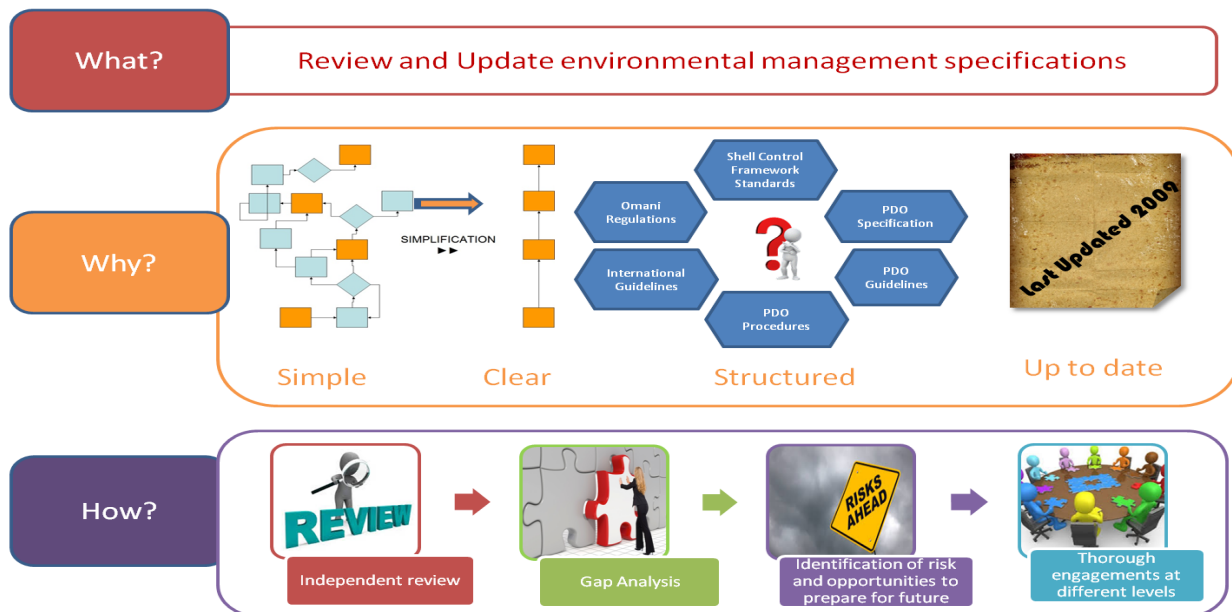 What?
Review and Update environmental management specifications
Why?
SIMPLIFICATION
Shell Control
Framework
Standards
Omani
Regulations
PDO
Specification
International
Guidelines
PDO
Guidelines
PDO
Procedures
Last Updated 2009
Simple
Clear
Structured
Up to date
How?
REVIEW
RISKS
AHEAD
Independent review
Gap Analysis
Identification of risk
and opportunities to
prepare for future
Thorough
engagements at
different levels